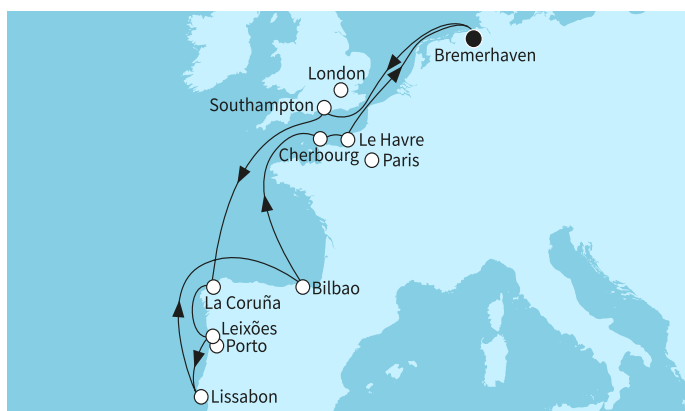 Bremerhaven
London
Southampton
Le Havre
Cherbourg
Paris
Bilbao
La Coruña
Leixões
Porto
Lissabon